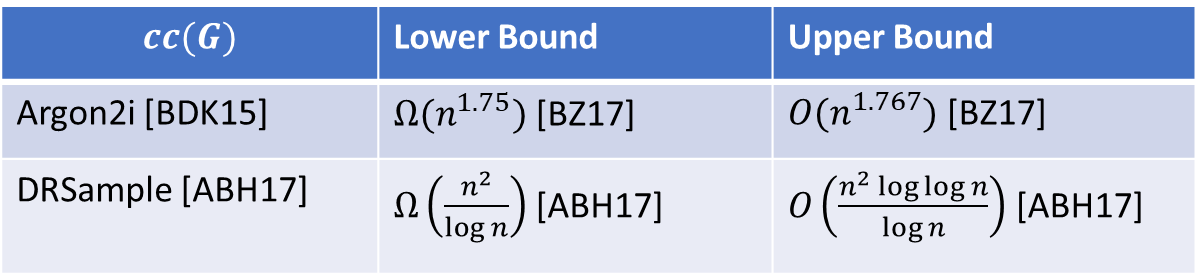 cc(G) Lower Bound Upper Bound
Argon2i [BDK15] Ω(n^1.75) [BZ17] O(n^1.767) [BZ17]
DRSample [ABH17] Ω(n^2/log n) [ABH17] O(n^2 log log n/log n) [ABH17]